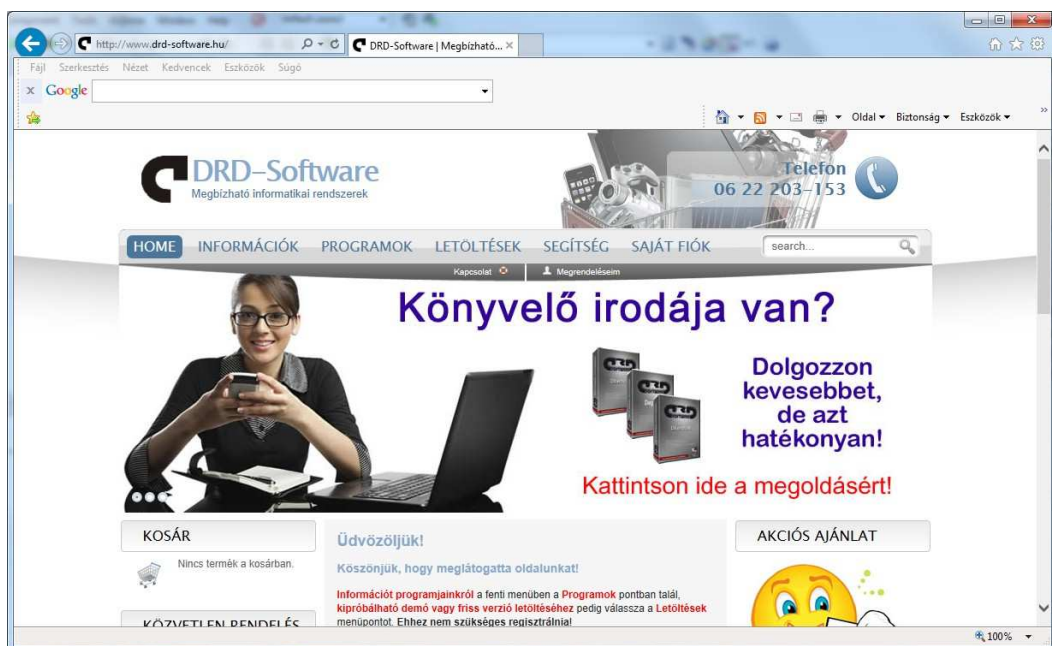 http://www.drd-software.hu/
DRD-Software | Megbízható...
Fájl Szerkesztés Nézet Kedvencek Eszközök Súgó
x Google
Oldal Biztonság Eszközök
DRD-Software
Megbízható informatikai rendszerek
Telefon
06 22 203-153
HOME INFORMÁCIÓK PROGRAMOK LETÖLTÉSEK SEGÍTSÉG SAJÁT FIÓK search...
Kapcsolat Megrendeléseim
Könyvelő irodája van?
Dolgozzon
kevesebbet,
de azt
hatékonyan!
Kattintson ide a megoldásért!
KOSÁR
Nincs termék a kosárban.
KÖZVETLEN RENDELÉS
Üdvözöljük!
Köszönjük, hogy meglátogatta oldalunkat!
Információt programjainkról a fenti menüben a Programok pontban talál,
kipróbálható demó vagy friss verzió letöltéséhez pedig válassza a Letöltések
menüpontot. Ehhez nem szükséges regisztrálnia!
AKCIÓS AJÁNLAT
100%